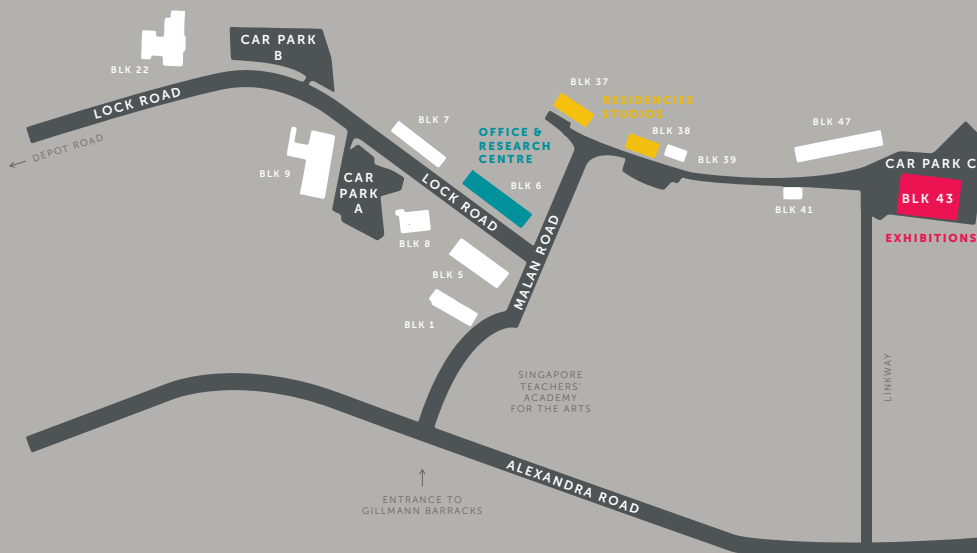 CAR PARK
B
BLK 22
LOCK ROAD
DEPOT ROAD
BLK 37
RESIDENCIES
STUDIOS
BLK 7
OFFICE &
RESEARCH
CENTRE
BLK 38
BLK 47
BLK 39
CAR PARK C
BLK 9
CAR
PARK
A
LOCK ROAD
BLK 6
BLK 43
BLK 41
BLK 8
EXHIBITIONS
MALAN ROAD
BLK 5
BLK 1
SINGAPORE
TEACHERS'
ACADEMY
FOR THE ARTS
LINKWAY
ALEXANDRA ROAD
ENTRANCE TO
GILLMANN BARRACKS